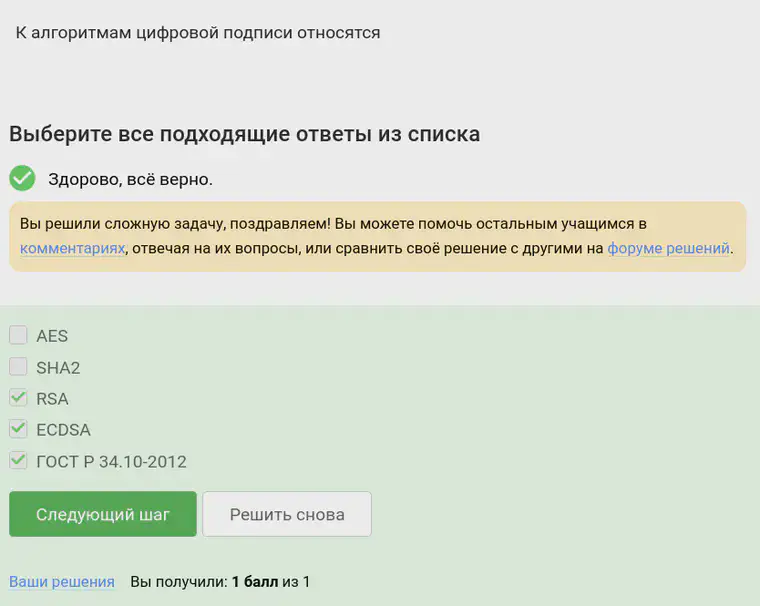 К алгоритмам цифровой подписи относятся
Выберите все подходящие ответы из списка
Здорово, всё верно.
Вы решили сложную задачу, поздравляем! Вы можете помочь остальным учащимся в
комментариях, отвечая на их вопросы, или сравнить своё решение с другими на форуме решений.
AES
SHA2
RSA
ECDSA
ГОСТ Р 34.10-2012
Следующий шаг
Решить снова
Ваши решения Вы получили: 1 балл из 1